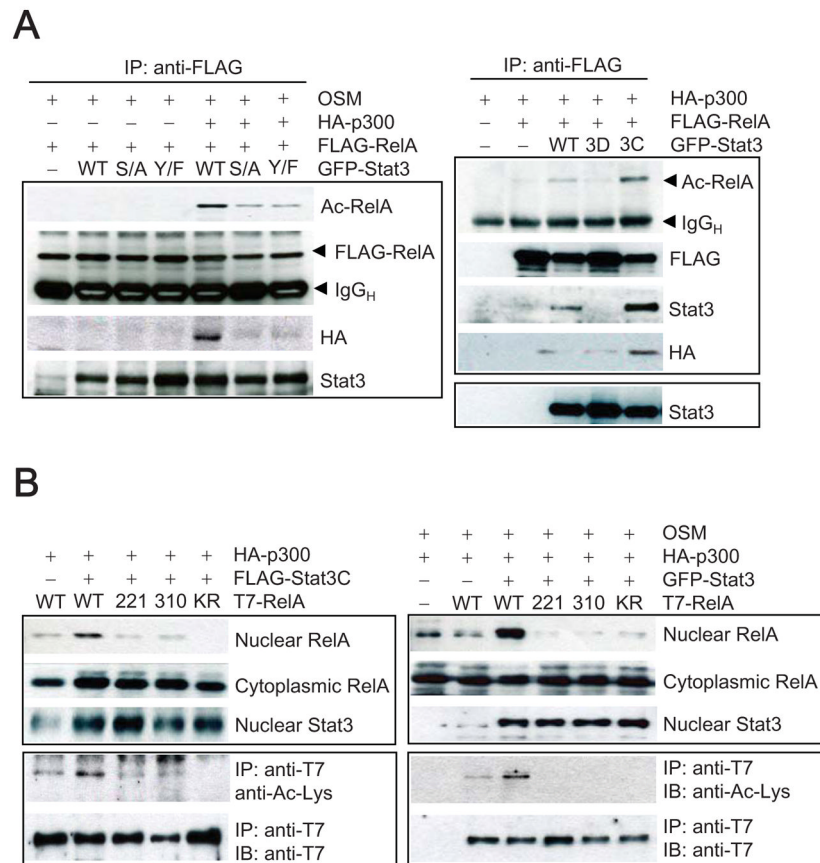 A
IP: anti-FLAG
+ + + + + + + OSM
− − − − + + + HA-p300
+ + + + + + + FLAG-RelA
− WT S/A Y/F WT S/A Y/F GFP-Stat3
Ac-RelA
FLAG-RelA
IgGH
HA
Stat3
IP: anti-FLAG
+ + + + + HA-p300
− + + + + FLAG-RelA
− − WT 3D 3C GFP-Stat3
Ac-RelA
IgGH
FLAG
Stat3
HA
Stat3
B
+ + + + + HA-p300
− + + + + FLAG-Stat3C
WT WT 221 310 KR T7-RelA
Nuclear RelA
Cytoplasmic RelA
Nuclear Stat3
IP: anti-T7
anti-Ac-Lys
IP: anti-T7
IB: anti-T7
+ + + + + + OSM
+ + + + + + HA-p300
− − + + + + GFP-Stat3
− WT WT 221 310 KR T7-RelA
Nuclear RelA
Cytoplasmic RelA
Nuclear Stat3
IP: anti-T7
IB: anti-Ac-Lys
IP: anti-T7
IB: anti-T7